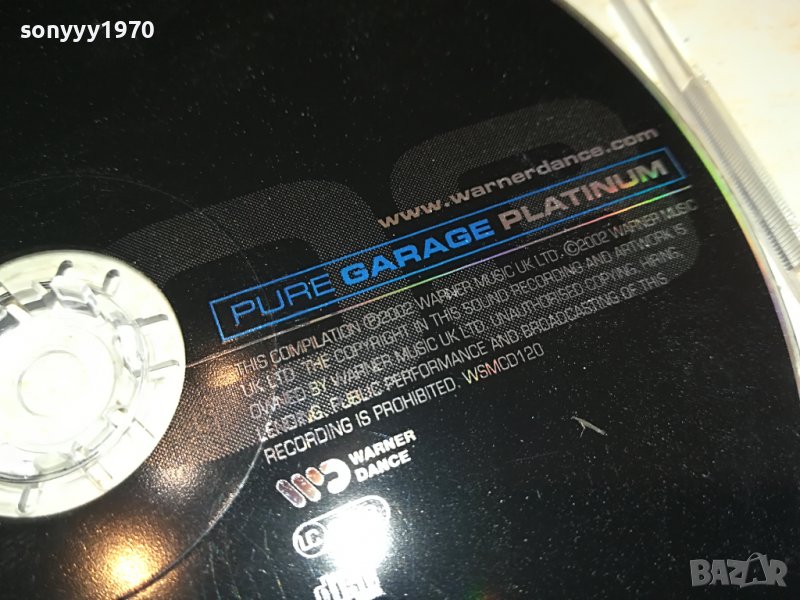 sonyyy1970
www.warnerdance.com
PURE GARAGE PLATINUM
THIS COMPILATION ℗2002 WARNER MUSIC UK LTD. ©2002 WARNER MUSIC
UK LTD. THE COPYRIGHT IN THIS SOUND RECORDING AND ARTWORK IS
OWNED BY WARNER MUSIC UK LTD. UNAUTHORISED COPYING, HIRING,
LENDING, PUBLIC PERFORMANCE AND BROADCASTING OF THIS
RECORDING IS PROHIBITED. WSMCD120
WARNER
DANCE
LC
BAZAR